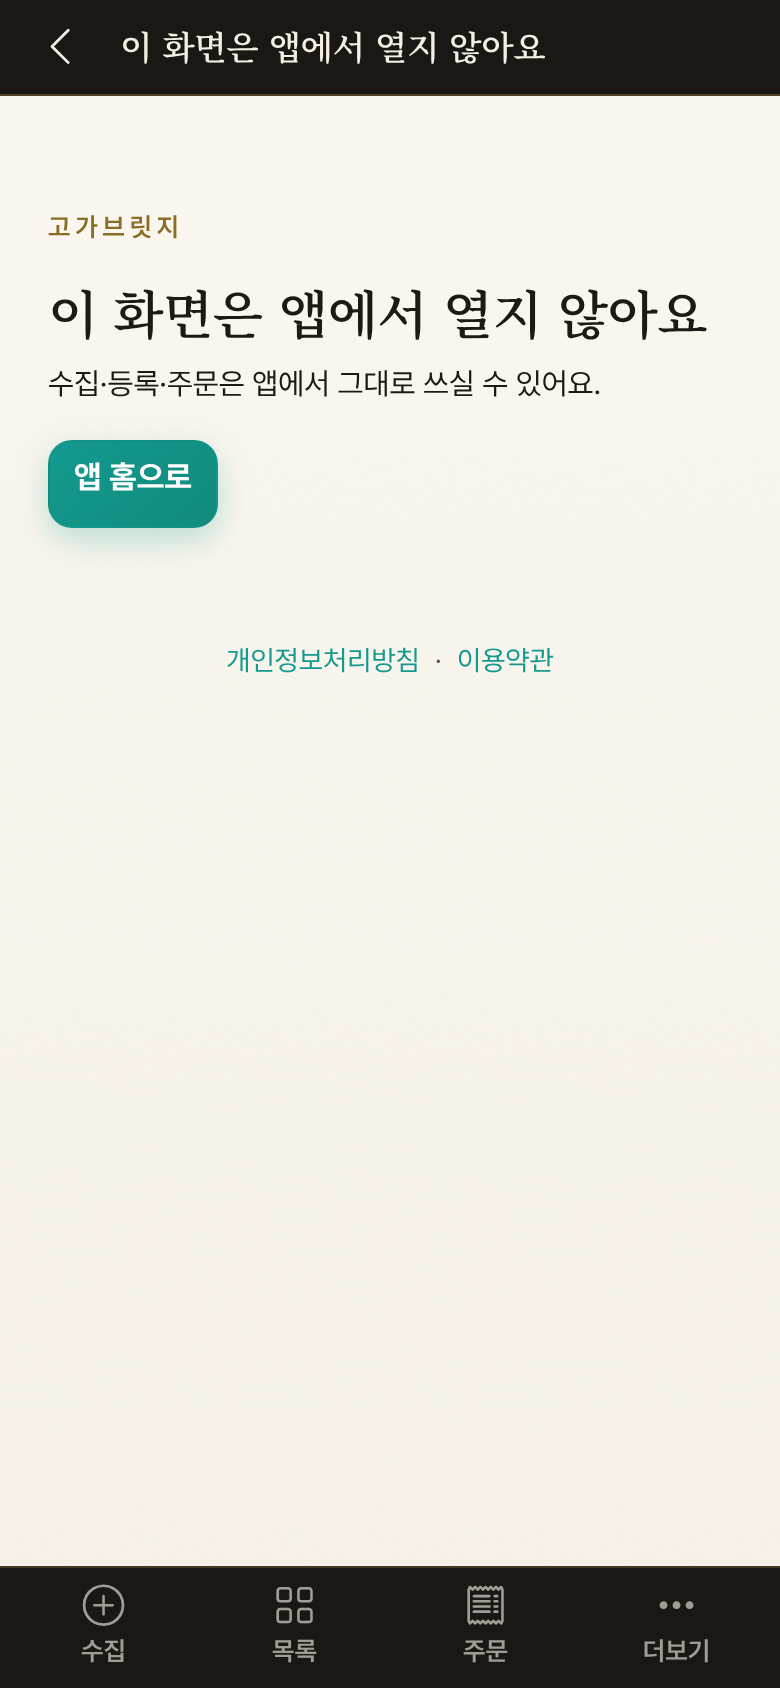 이 화면은 앱에서 열지 않아요
고가브릿지
이 화면은 앱에서 열지 않아요
수집·등록·주문은 앱에서 그대로 쓰실 수 있어요.
앱 홈으로
개인정보처리방침 · 이용약관
수집 목록 주문 더보기